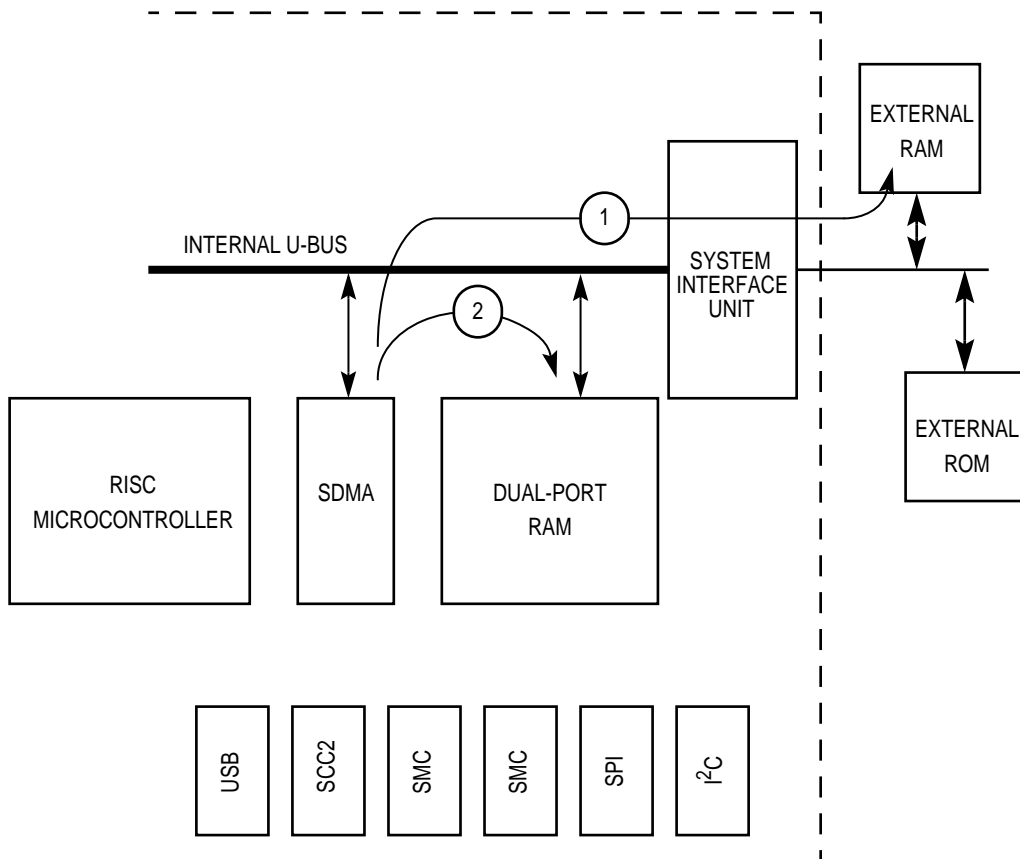 EXTERNAL
RAM
1
INTERNAL U-BUS
SYSTEM
INTERFACE
UNIT
2
EXTERNAL
ROM
RISC
MICROCONTROLLER
SDMA
DUAL-PORT
RAM
USB
SCC2
SMC
SMC
SPI
I²C